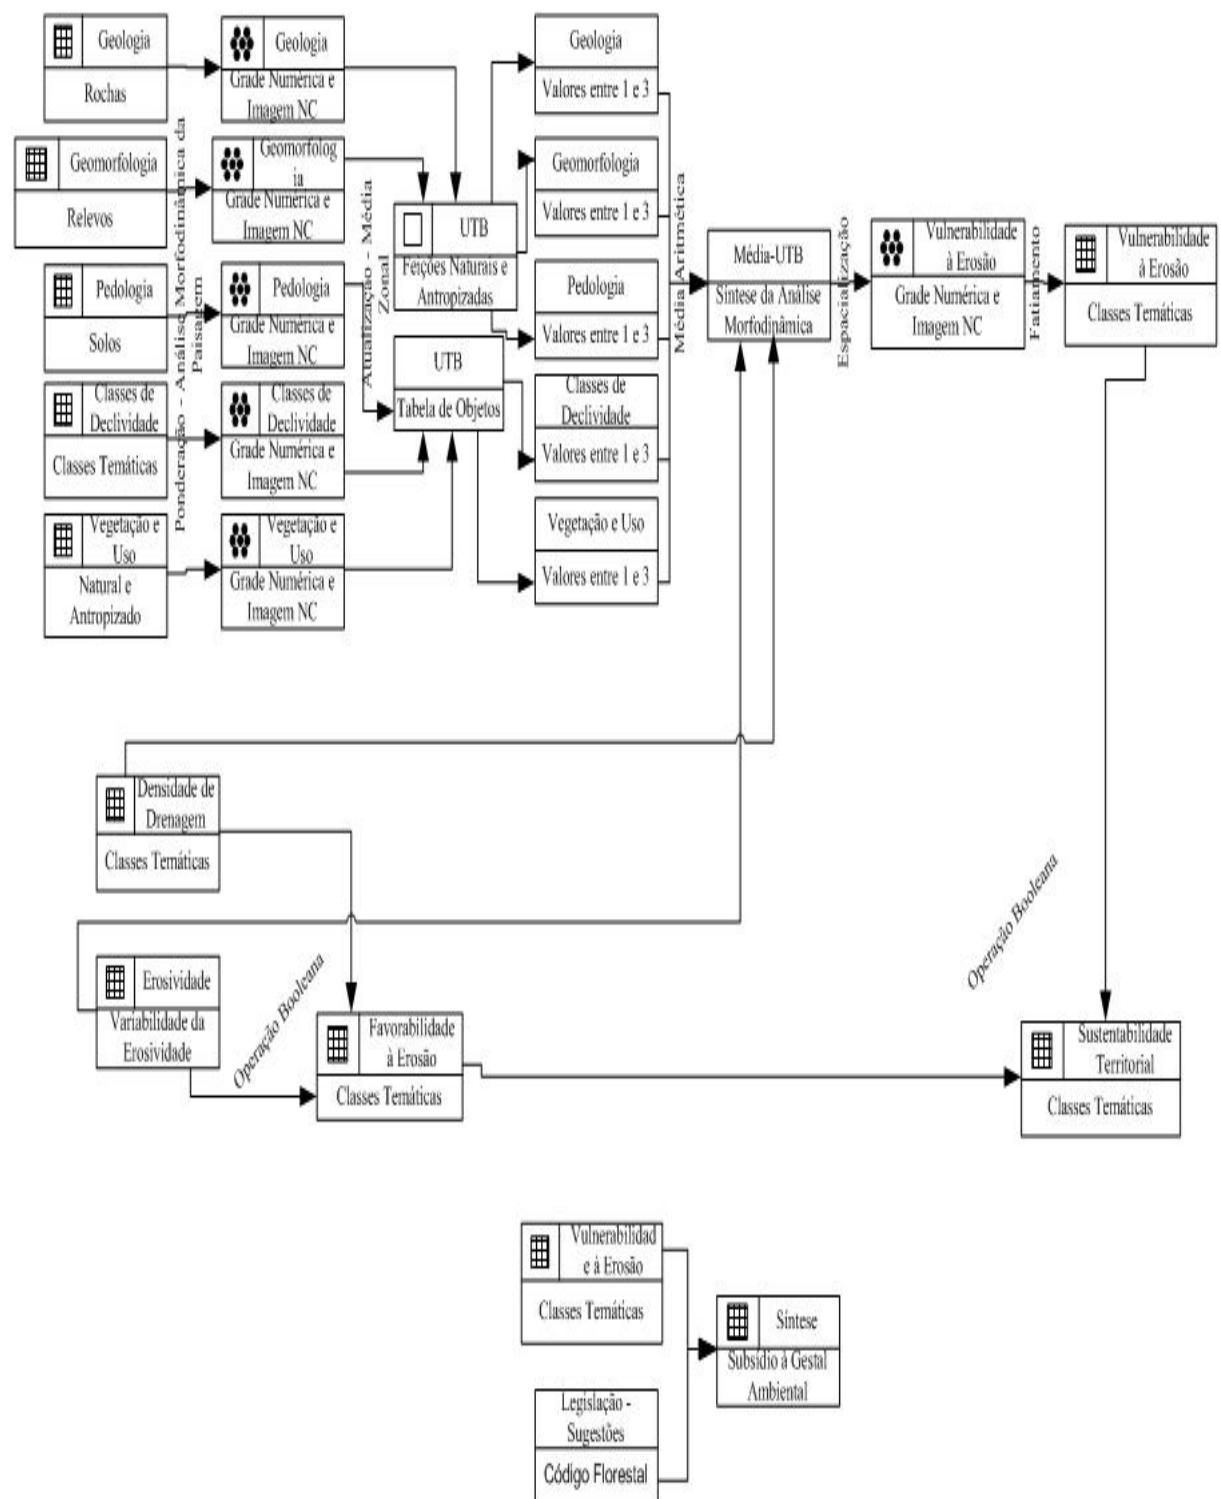 Geologia
Rochas
Geomorfologia
Relevos
Pedologia
Solos
Classes de
Declividade
Classes Temáticas
Vegetação e
Uso
Natural e
Antropizado
Ponderação - Análise Morfodinâmica da
Paisagem
Geologia
Grade Numérica e
Imagem NC
Geomorfolog
ia
Grade Numérica e
Imagem NC
Pedologia
Grade Numérica e
Imagem NC
Classes de
Declividade
Grade Numérica e
Imagem NC
Vegetação e
Uso
Grade Numérica e
Imagem NC
Atualização - Média
Zonal
UTB
Feições Naturais e
Antropizadas
UTB
Tabela de Objetos
Geologia
Valores entre 1 e 3
Geomorfologia
Valores entre 1 e 3
Pedologia
Valores entre 1 e 3
Classes de
Declividade
Valores entre 1 e 3
Vegetação e Uso
Valores entre 1 e 3
Média Aritmética
Média-UTB
Síntese da Análise
Morfodinâmica
Espacialização
Vulnerabilidade
à Erosão
Grade Numérica e
Imagem NC
Fatiamento
Vulnerabilidade
à Erosão
Classes Temáticas
Densidade de
Drenagem
Classes Temáticas
Erosividade
Variabilidade da
Erosividade
Operação Booleana
Favorabilidade
à Erosão
Classes Temáticas
Operação Booleana
Sustentabilidade
Territorial
Classes Temáticas
Vulnerabilidad
e à Erosão
Classes Temáticas
Legislação -
Sugestões
Código Florestal
Síntese
Subsídio à Gestal
Ambiental